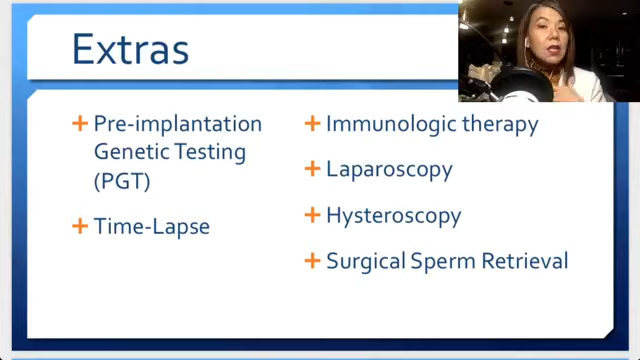 Extras
Pre-implantation
Genetic Testing
(PGT)
Time-Lapse
Immunologic therapy
Laparoscopy
Hysteroscopy
Surgical Sperm Retrieval